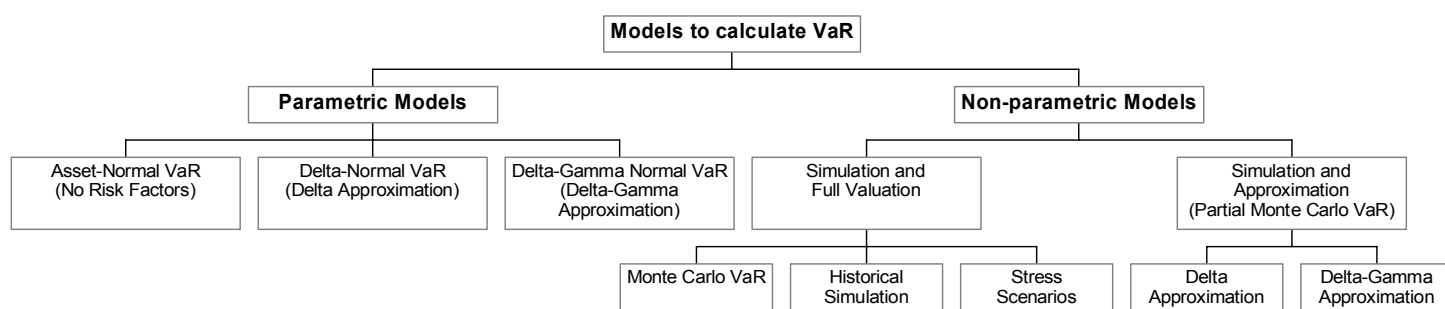 Models to calculate VaR
Parametric Models
Non-parametric Models
Asset-Normal VaR
(No Risk Factors)
Delta-Normal VaR
(Delta Approximation)
Delta-Gamma Normal VaR
(Delta-Gamma
Approximation)
Simulation and
Full Valuation
Simulation and
Approximation
(Partial Monte Carlo VaR)
Monte Carlo VaR
Historical
Simulation
Stress
Scenarios
Delta
Approximation
Delta-Gamma
Approximation